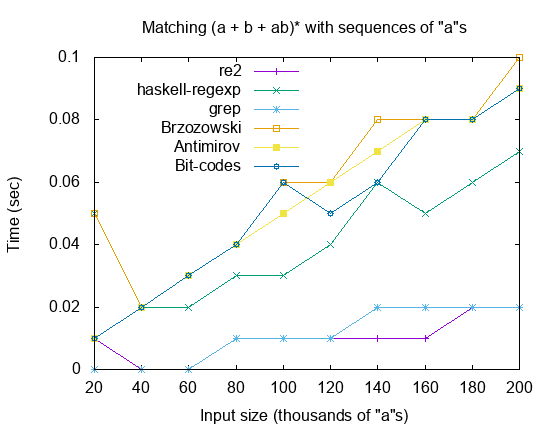 Matching (a + b + ab)* with sequences of "a"s
re2
haskell-regexp
grep
Brzozowski
Antimirov
Bit-codes
0.1
0.08
0.06
0.04
0.02
0
Time (sec)
20 40 60 80 100 120 140 160 180 200
Input size (thousands of "a"s)